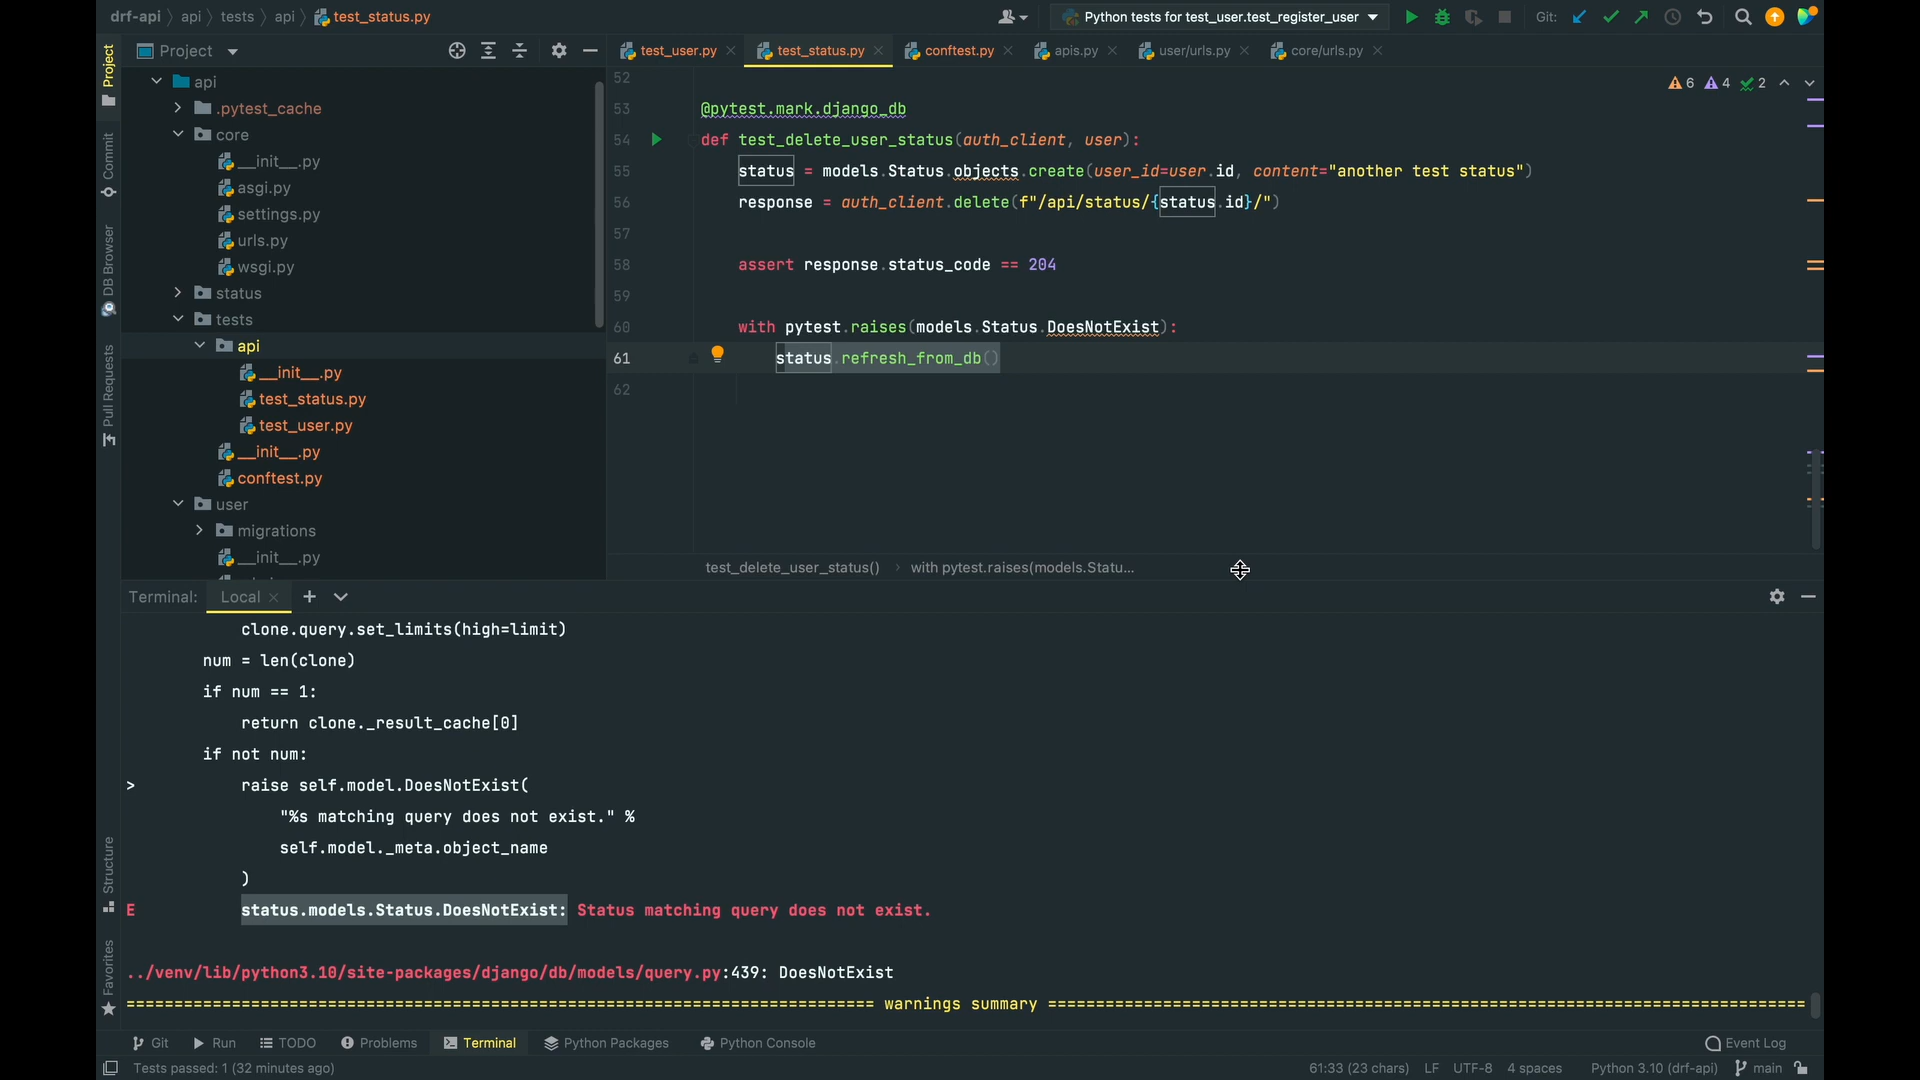 drf-api api tests api test_status.py
Python tests for test_user.test_register_user
Git:
Project
test_user.py
test_status.py
conftest.py
apis.py
user/urls.py
core/urls.py
Project
Commit
DB Browser
Pull Requests
Structure
Favorites
api
.pytest_cache
core
__init__.py
asgi.py
settings.py
urls.py
wsgi.py
status
tests
api
__init__.py
test_status.py
test_user.py
__init__.py
conftest.py
user
migrations
__init__.py
6 4 2
52
53 @pytest.mark.django_db
54 def test_delete_user_status(auth_client, user):
55 status = models.Status.objects.create(user_id=user.id, content="another test status")
56 response = auth_client.delete(f"/api/status/{status.id}/")
57
58 assert response.status_code == 204
59
60 with pytest.raises(models.Status.DoesNotExist):
61 status.refresh_from_db()
62
test_delete_user_status() with pytest.raises(models.Statu...
Terminal: Local
clone.query.set_limits(high=limit)
num = len(clone)
if num == 1:
return clone._result_cache[0]
if not num:
> raise self.model.DoesNotExist(
"%s matching query does not exist." %
self.model._meta.object_name
)
E status.models.Status.DoesNotExist: Status matching query does not exist.
../venv/lib/python3.10/site-packages/django/db/models/query.py:439: DoesNotExist
warnings summary
Git Run TODO Problems Terminal Python Packages Python Console Event Log
Tests passed: 1 (32 minutes ago) 61:33 (23 chars) LF UTF-8 4 spaces Python 3.10 (drf-api) main